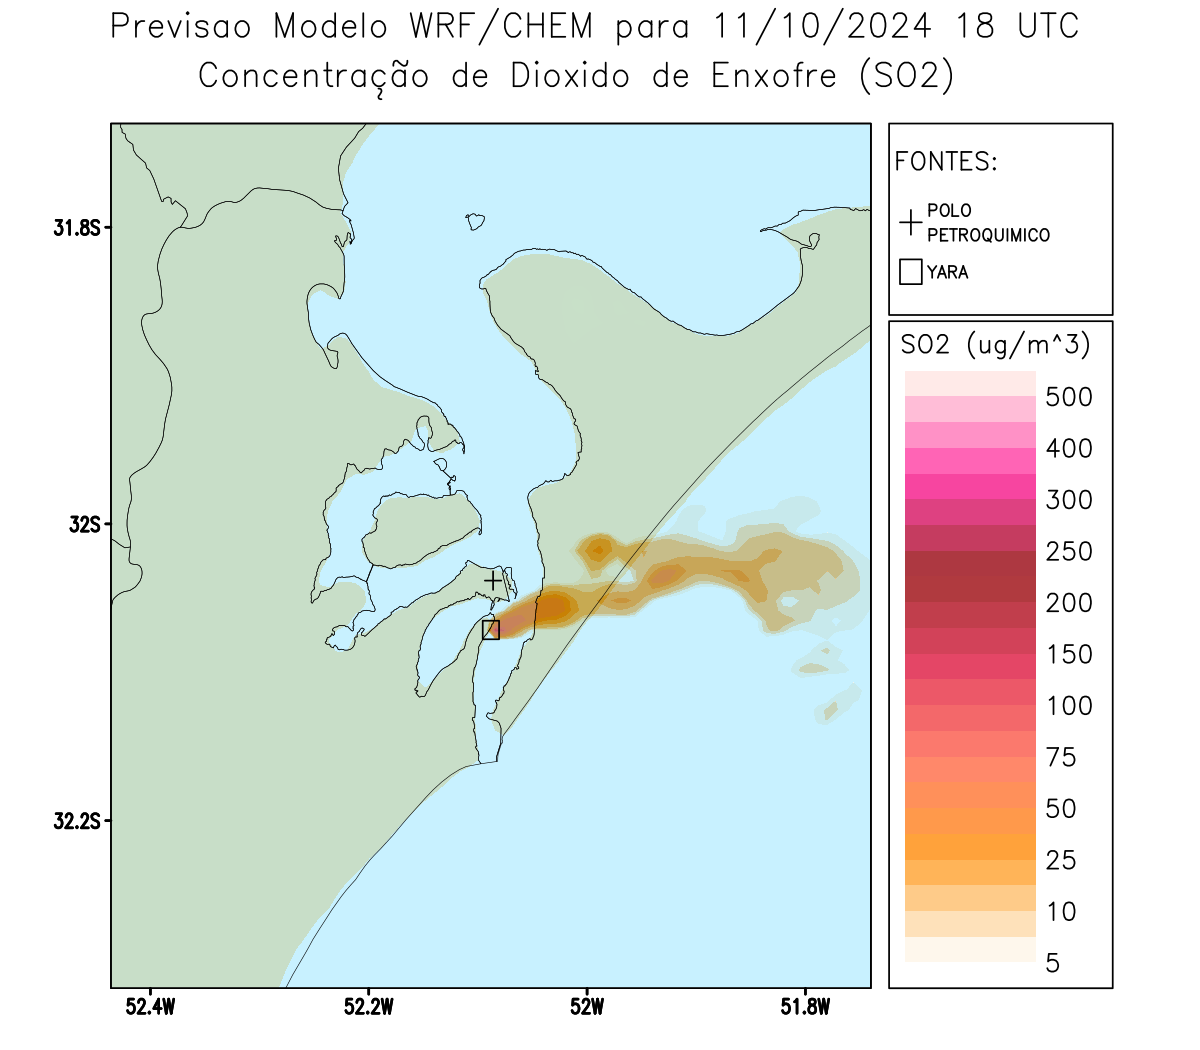 Previsao Modelo WRF/CHEM para 11/10/2024 18 UTC
Concentração de Dioxido de Enxofre (SO2)
FONTES:
POLO
PETROQUIMICO
YARA
31.8S
32S
32.2S
52.4W
52.2W
52W
51.8W
SO2 (ug/m^3)
500
400
300
250
200
150
100
75
50
25
10
5